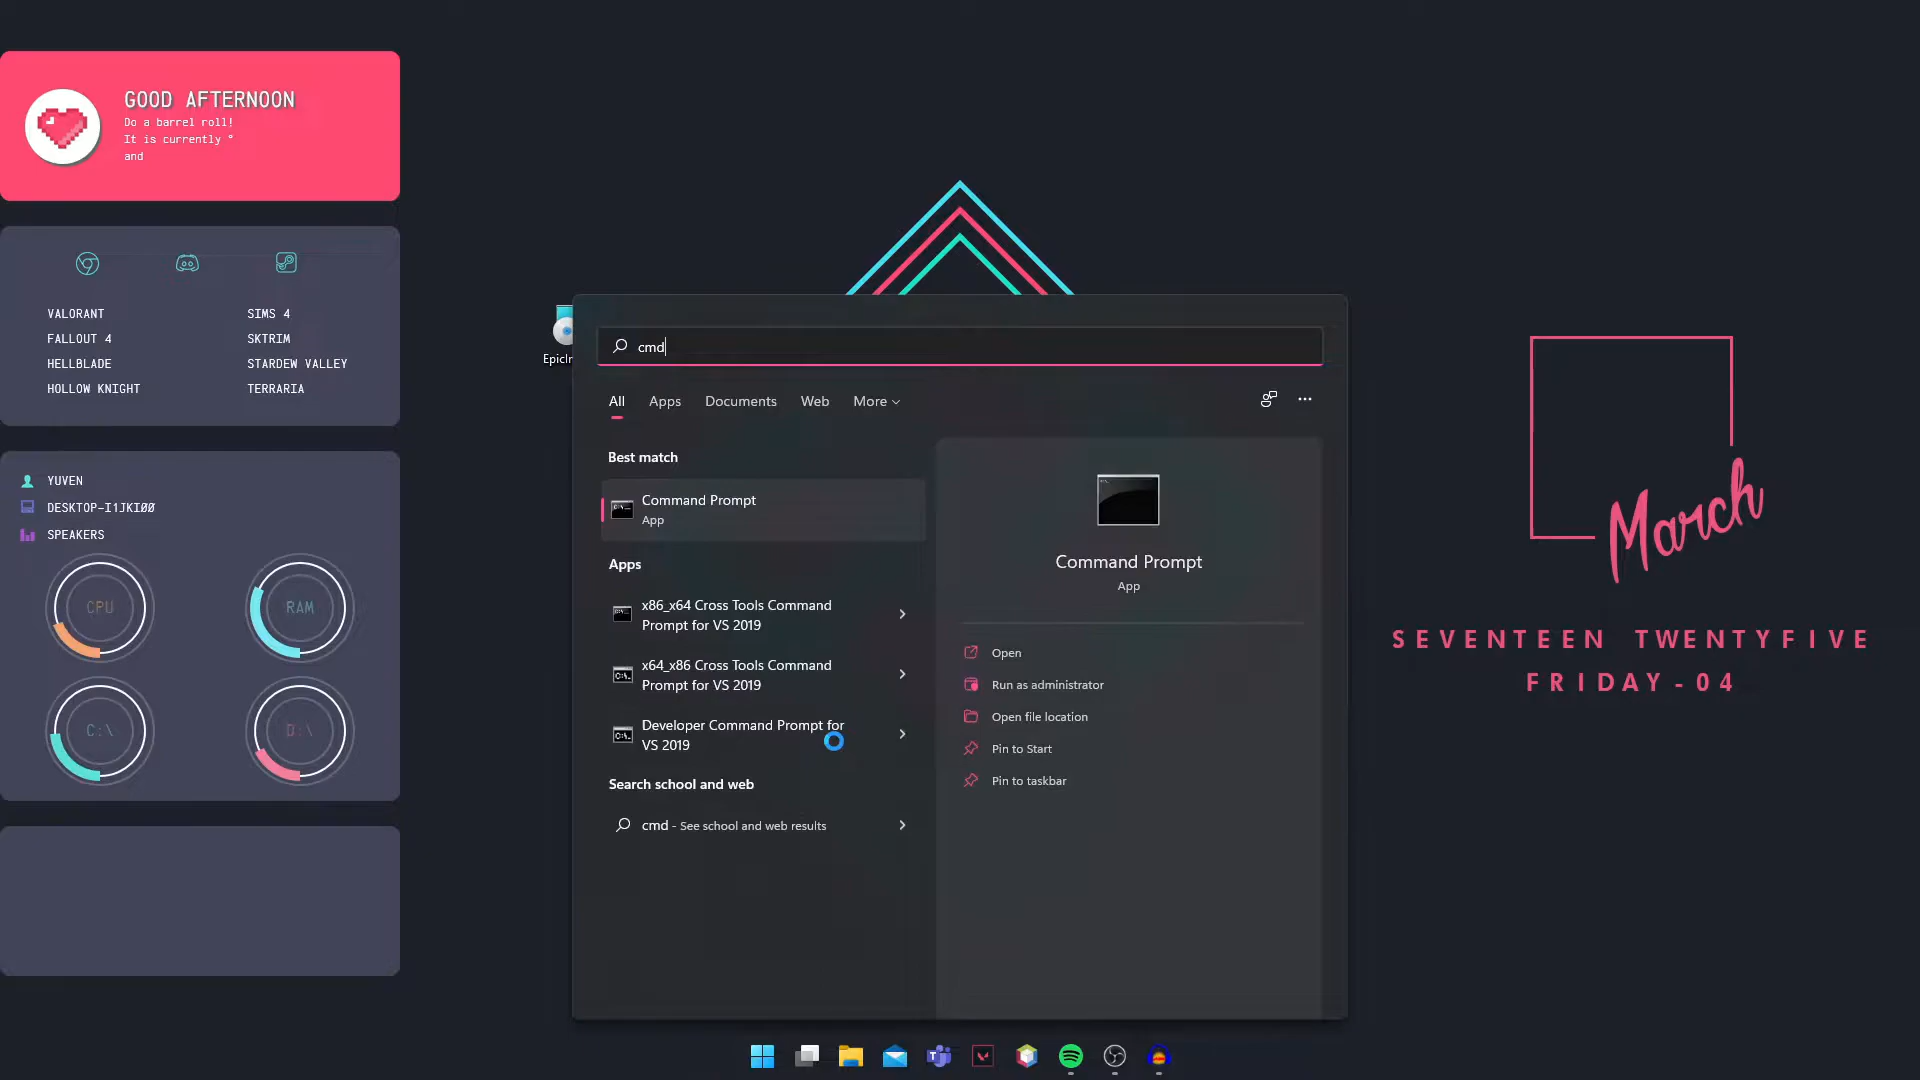 GOOD AFTERNOON
Do a barrel roll!
It is currently °
and
VALORANT
SIMS 4
FALLOUT 4
SKTRIM
HELLBLADE
STARDEW VALLEY
HOLLOW KNIGHT
TERRARIA
YUVEN
DESKTOP-I1JKI00
SPEAKERS
CPU
RAM
C:\
D:\
EpicIn
cmd
All
Apps
Documents
Web
More
Best match
Command Prompt
App
Apps
x86_x64 Cross Tools Command
Prompt for VS 2019
x64_x86 Cross Tools Command
Prompt for VS 2019
Developer Command Prompt for
VS 2019
Search school and web
cmd - See school and web results
Command Prompt
App
Open
Run as administrator
Open file location
Pin to Start
Pin to taskbar
March
SEVENTEEN TWENTYFIVE
FRIDAY-04